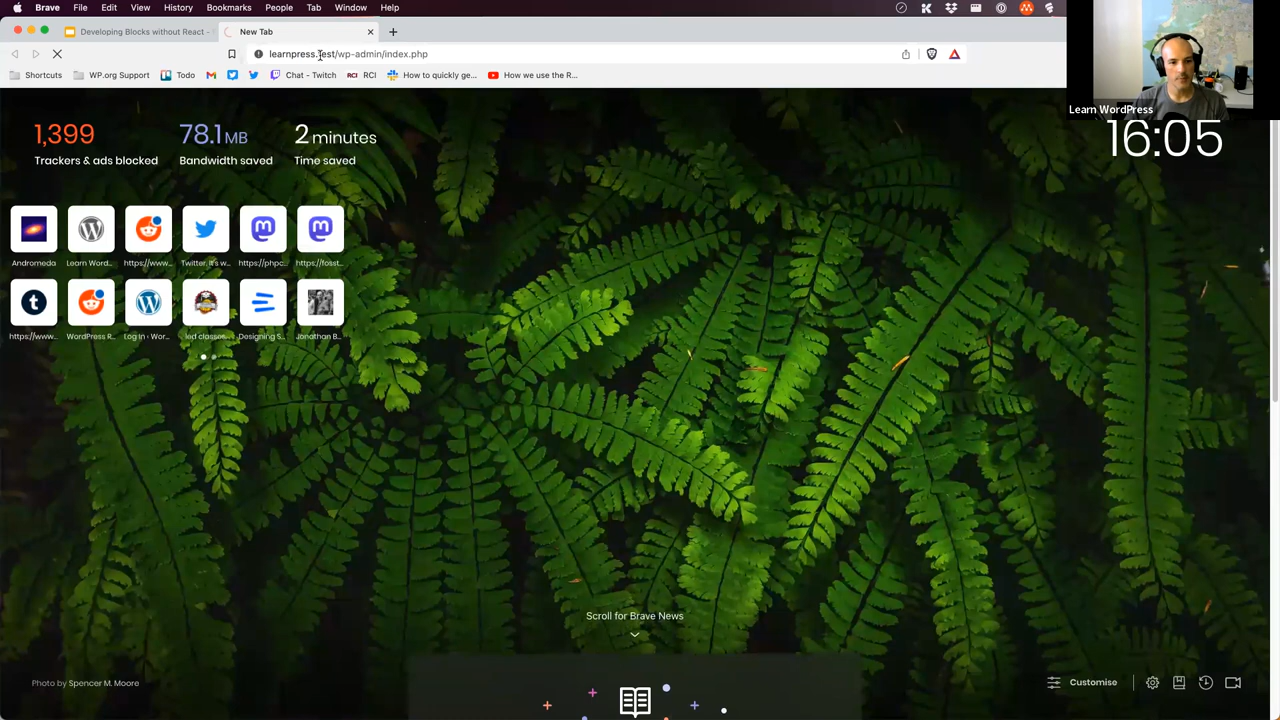 Brave File Edit View History Bookmarks People Tab Window Help
Developing Blocks without React -
New Tab
learnpress.test/wp-admin/index.php
Shortcuts WP.org Support Todo Chat - Twitch RCI RCI How to quickly ge... How we use the R...
Learn WordPress
1,399 78.1MB 2 minutes
Trackers & ads blocked Bandwidth saved Time saved
16:05
Andromeda Learn Word... https://www... Twitter. It's w... https://phpc... https://fosst...
https://www... WordPress R... Log In ‹ Wor... led classes... Designing S... Jonathan B...
Scroll for Brave News
Photo by Spencer M. Moore
Customise